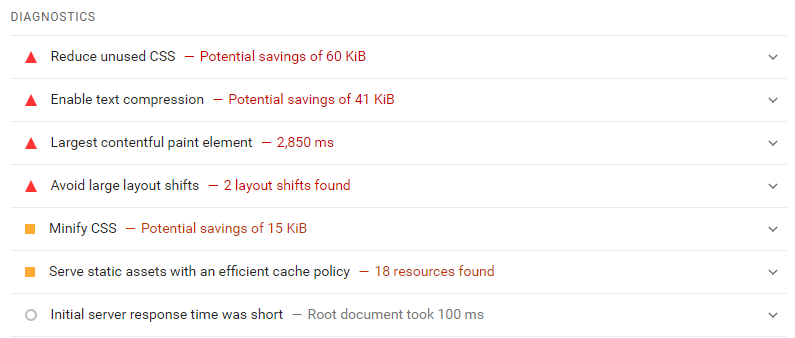 DIAGNOSTICS
Reduce unused CSS — Potential savings of 60 KiB
Enable text compression — Potential savings of 41 KiB
Largest contentful paint element — 2,850 ms
Avoid large layout shifts — 2 layout shifts found
Minify CSS — Potential savings of 15 KiB
Serve static assets with an efficient cache policy — 18 resources found
Initial server response time was short — Root document took 100 ms